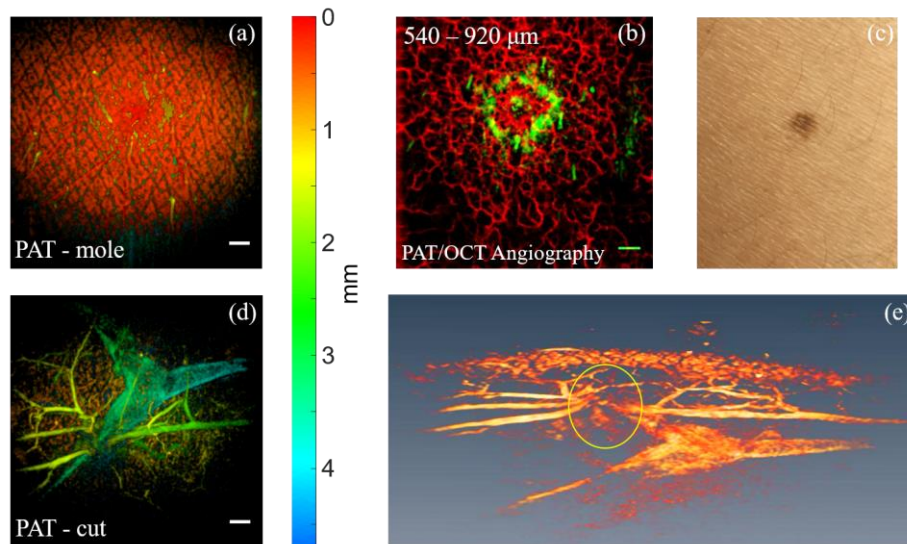 (a)
PAT - mole
0
1
2
3
4
mm
540 – 920 μm
(b)
PAT/OCT Angiography
(c)
(d)
PAT - cut
(e)